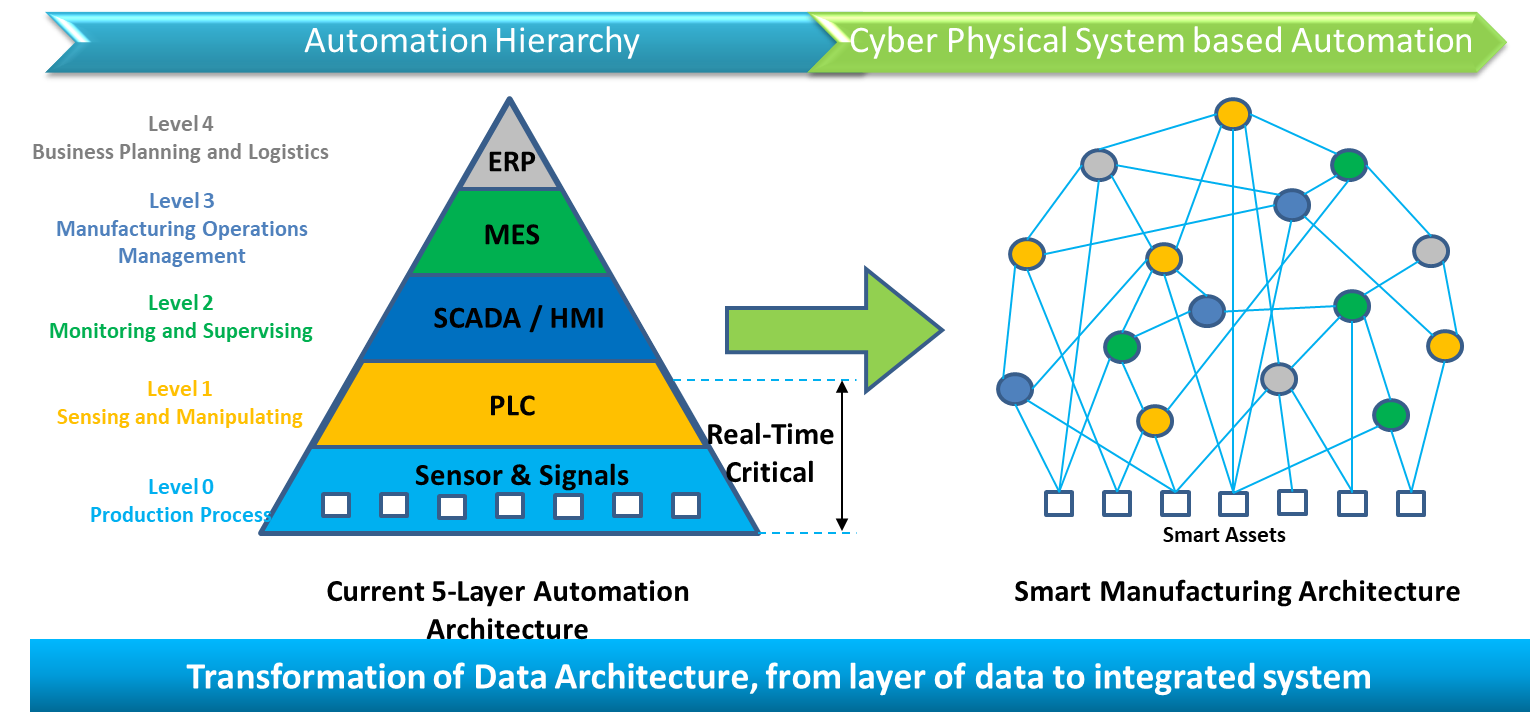 Automation Hierarchy
Cyber Physical System based Automation
Level 4
Business Planning and Logistics
Level 3
Manufacturing Operations
Management
Level 2
Monitoring and Supervising
Level 1
Sensing and Manipulating
Level 0
Production Process
ERP
MES
SCADA / HMI
PLC
Sensor & Signals
Real-Time
Critical
Smart Assets
Current 5-Layer Automation
Architecture
Smart Manufacturing Architecture
Transformation of Data Architecture, from layer of data to integrated system